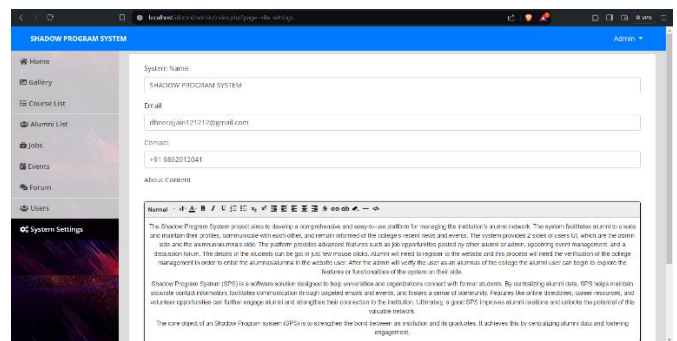 localhost/alumni/admin/index.php?page=site_settings
VPN
SHADOW PROGRAM SYSTEM
Admin
Home
Gallery
Course List
Alumni List
Jobs
Events
Forum
Users
System Settings
System Name
SHADOW PROGRAM SYSTEM
Email
dheerajjain121212@gmail.com
Contact
+91 9892012041
About Content
Normal
The Shadow Program System project aims to develop a comprehensive and easy-to-use platform for managing the institution's alumni network. The system facilitates alumni to create
and maintain their profiles, communicate with each other, and remain informed of the college's recent news and events. The system provides 2 sides of users UI, which are the admin
side and the alumnus/alumna's side. The platform provides advanced features such as job opportunities posted by other alumni or admin, upcoming event management, and a
discussion forum. The details of the students can be got in just few mouse clicks. Alumni will need to register to the website and this process will need the verification of the college
management in order to enlist the alumnus/alumna in the website user. After the admin will verify the user as an alumnus of the college the alumni user can begin to explore the
features or functionalities of the system on their side.
Shadow Program System (SPS) is a software solution designed to help universities and organizations connect with former students. By centralizing alumni data, SPS helps maintain
accurate contact information, facilitates communication through targeted emails and events, and fosters a sense of community. Features like online directories, career resources, and
volunteer opportunities can further engage alumni and strengthen their connection to the institution. Ultimately, a good SPS improves alumni relations and unlocks the potential of this
valuable network.
The core object of an Shadow Program system (SPS) is to strengthen the bond between an institution and its graduates. It achieves this by centralizing alumni data and fostering
engagement.